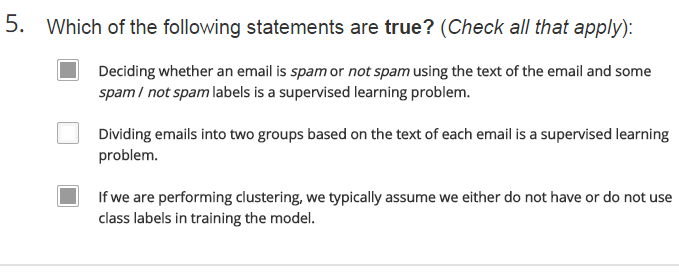 5. Which of the following statements are true? (Check all that apply):
Deciding whether an email is spam or not spam using the text of the email and some
spam / not spam labels is a supervised learning problem.
Dividing emails into two groups based on the text of each email is a supervised learning
problem.
If we are performing clustering, we typically assume we either do not have or do not use
class labels in training the model.